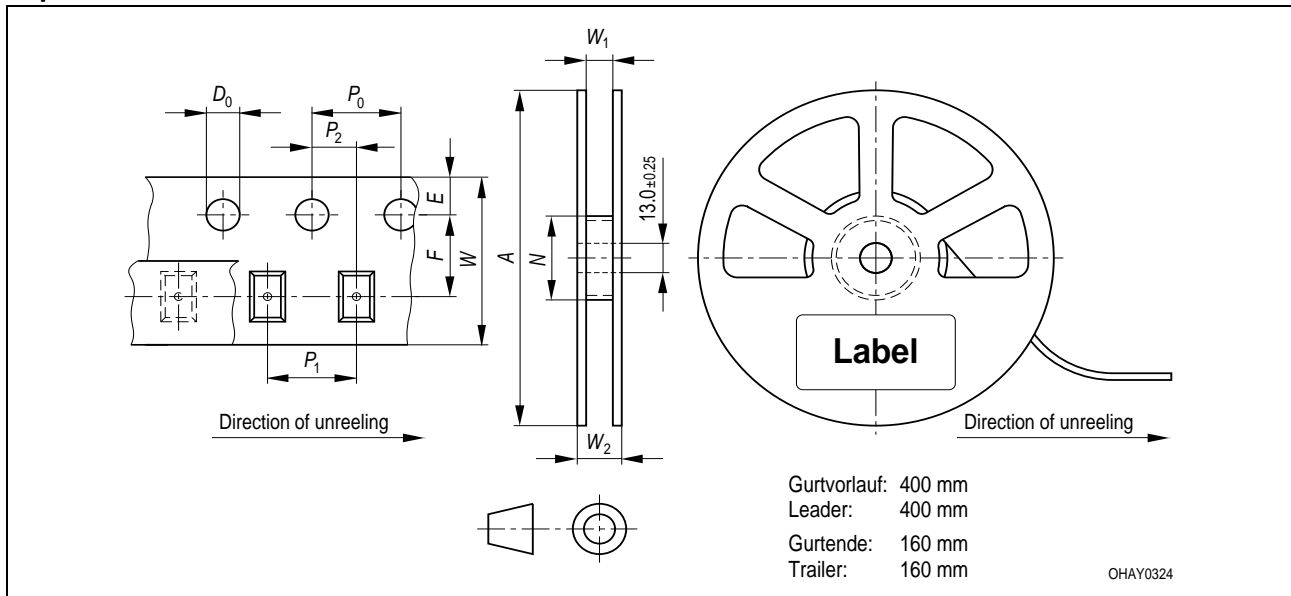 W1
D0
P0
P2
E
F
W
A
N
13.0±0.25
P1
W2
Label
Direction of unreeling
Direction of unreeling
Gurtvorlauf: 400 mm
Leader: 400 mm
Gurtende: 160 mm
Trailer: 160 mm
OHAY0324